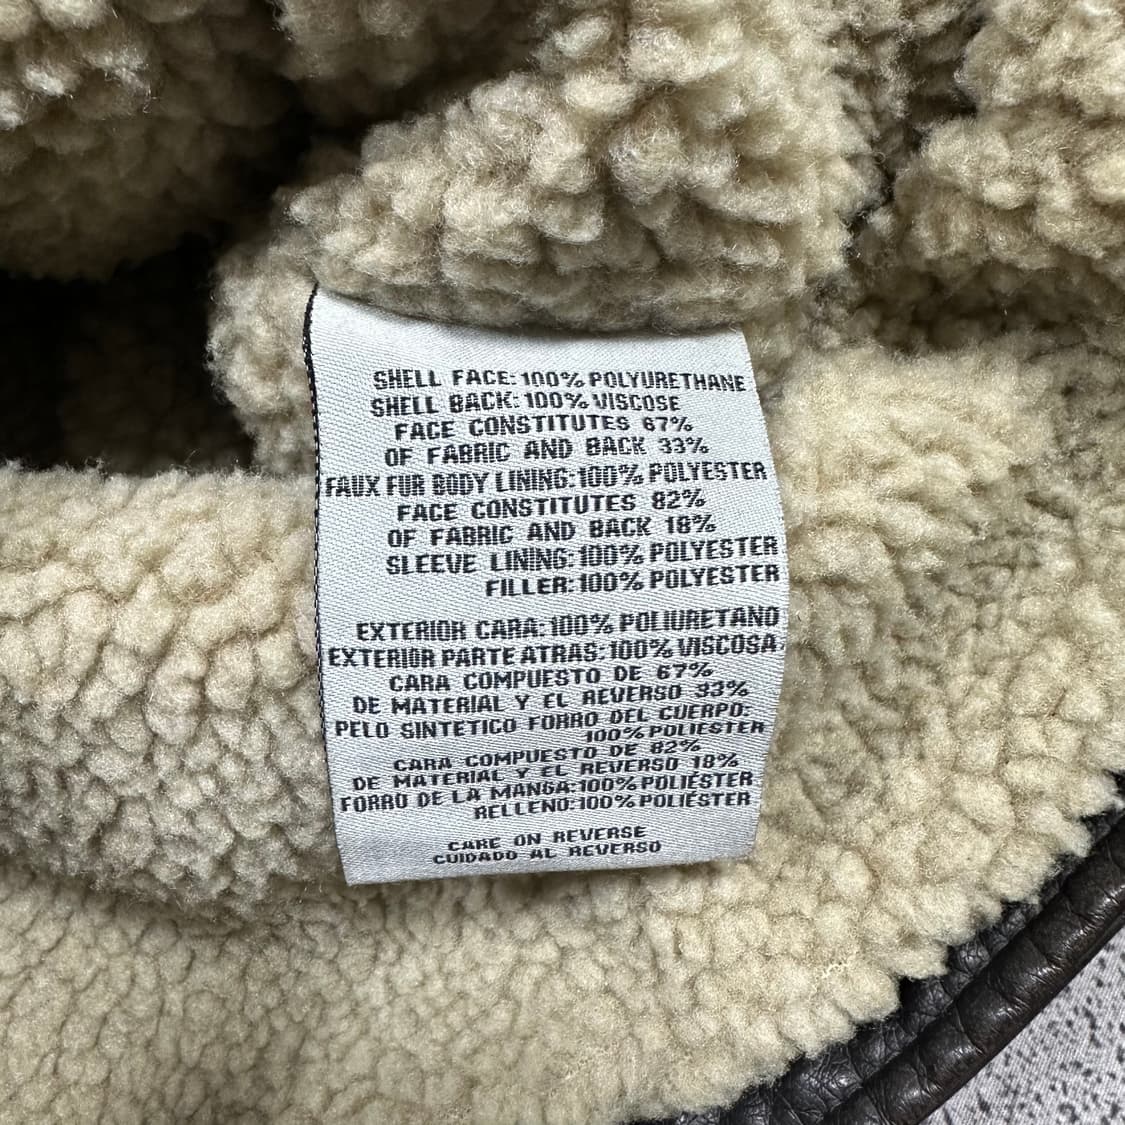 SHELL FACE: 100% POLYURETHANE
SHELL BACK: 100% VISCOSE
FACE CONSTITUTES 67%
OF FABRIC AND BACK 33%
FAUX FUR BODY LINING: 100% POLYESTER
FACE CONSTITUTES 82%
OF FABRIC AND BACK 18%
SLEEVE LINING: 100% POLYESTER
FILLER: 100% POLYESTER
EXTERIOR CARA: 100% POLIURETANO
EXTERIOR PARTE ATRAS: 100% VISCOSA
CARA COMPUESTO DE 67%
DE MATERIAL Y EL REVERSO 33%
PELO SINTETICO FORRO DEL CUERPO:
100% POLIESTER
CARA COMPUESTO DE 82%
DE MATERIAL Y EL REVERSO 18%
FORRO DE LA MANGA: 100% POLIÉSTER
RELLENO: 100% POLIÉSTER
CARE ON REVERSE
CUIDADO AL REVERSO